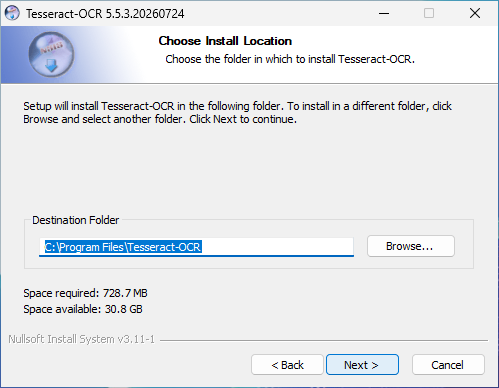 Tesseract-OCR 5.5.3.20260724
Choose Install Location
Choose the folder in which to install Tesseract-OCR.
Setup will install Tesseract-OCR in the following folder. To install in a different folder, click
Browse and select another folder. Click Next to continue.
Destination Folder
C:\Program Files\Tesseract-OCR
Browse...
Space required: 728.7 MB
Space available: 30.8 GB
Nullsoft Install System v3.11-1
< Back
Next >
Cancel